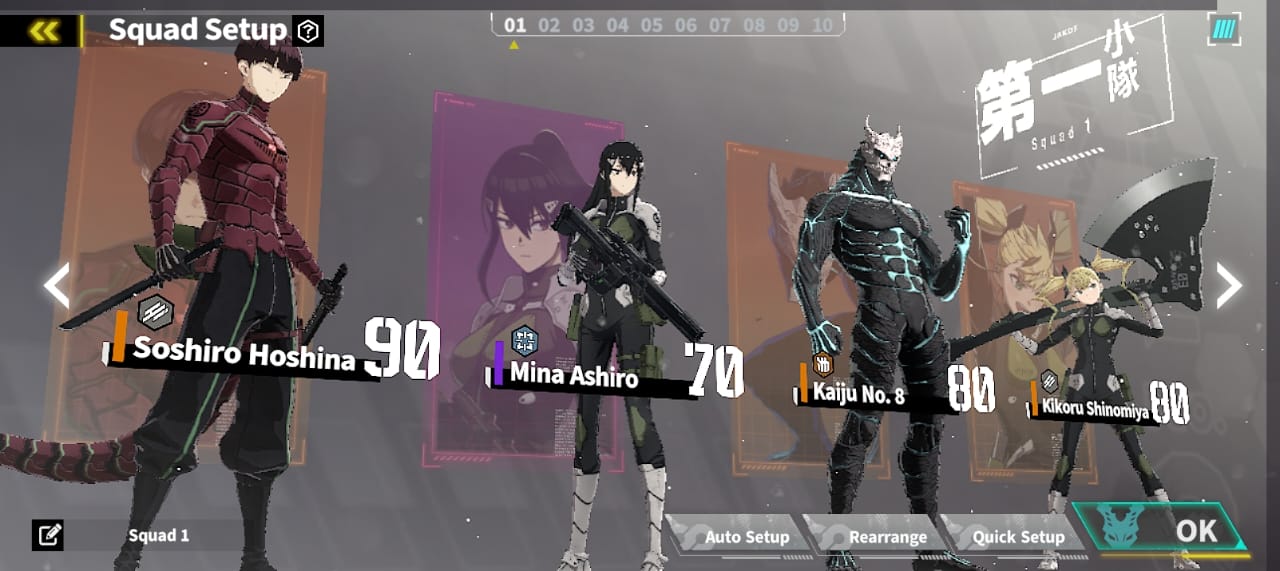 Squad Setup
01 02 03 04 05 06 07 08 09 10
JAKDF
第一小隊
Squad 1
Soshiro Hoshina 90
Mina Ashiro 70
Kaiju No. 8 80
Kikoru Shinomiya 80
Squad 1
Auto Setup
Rearrange
Quick Setup
OK